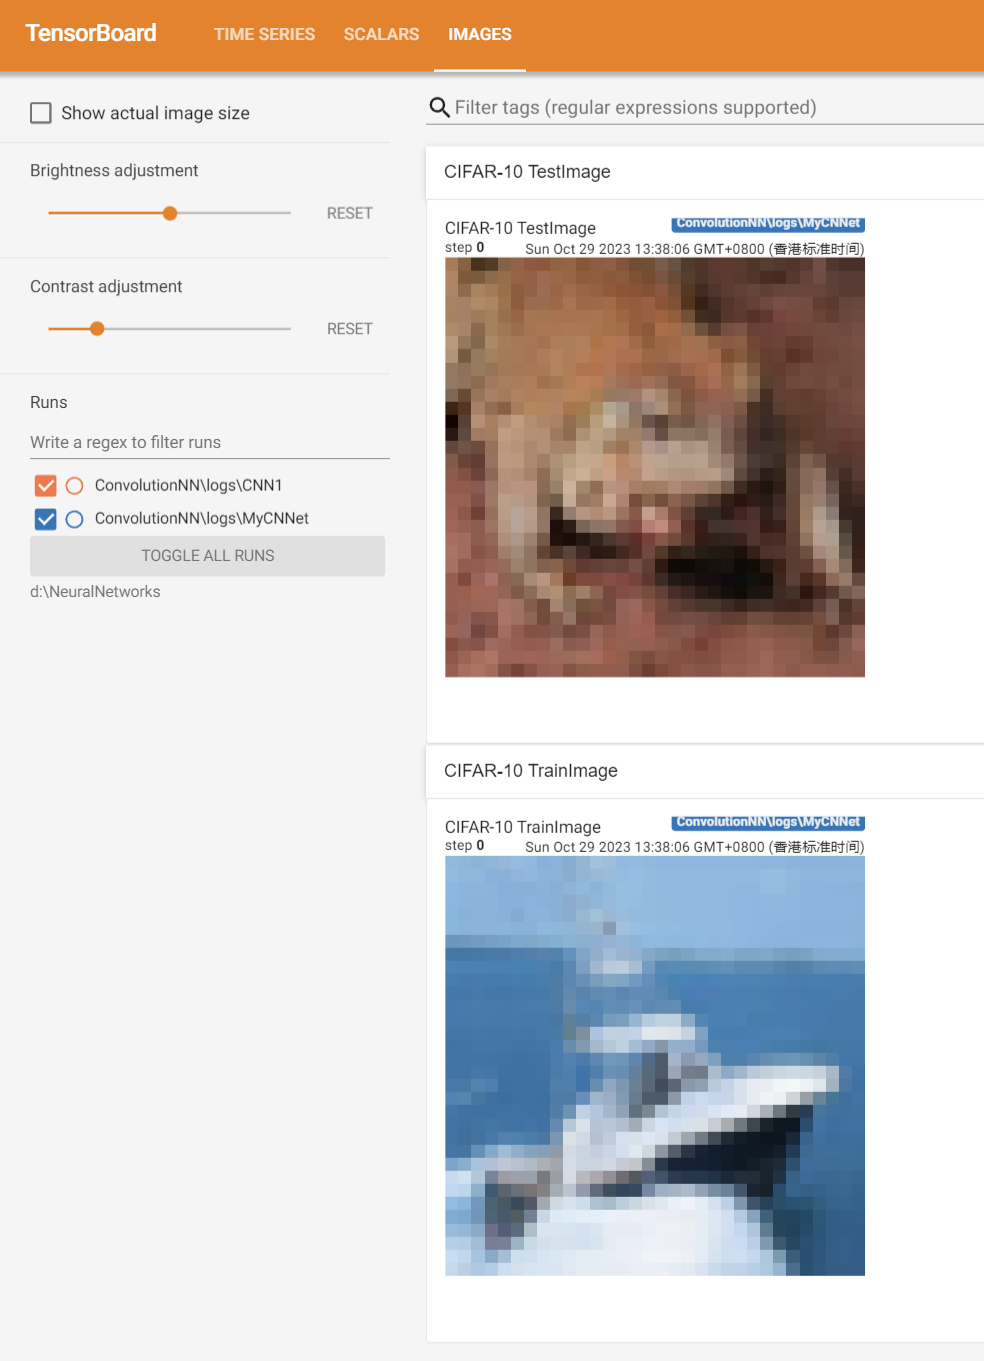 TensorBoard TIME SERIES SCALARS IMAGES
Show actual image size
Brightness adjustment
RESET
Contrast adjustment
RESET
Runs
Write a regex to filter runs
ConvolutionNN\logs\CNN1
ConvolutionNN\logs\MyCNNet
TOGGLE ALL RUNS
d:\NeuralNetworks
Filter tags (regular expressions supported)
CIFAR-10 TestImage
CIFAR-10 TestImage ConvolutionNN\logs\MyCNNet
step 0 Sun Oct 29 2023 13:38:06 GMT+0800 (香港标准时间)
CIFAR-10 TrainImage
CIFAR-10 TrainImage ConvolutionNN\logs\MyCNNet
step 0 Sun Oct 29 2023 13:38:06 GMT+0800 (香港标准时间)